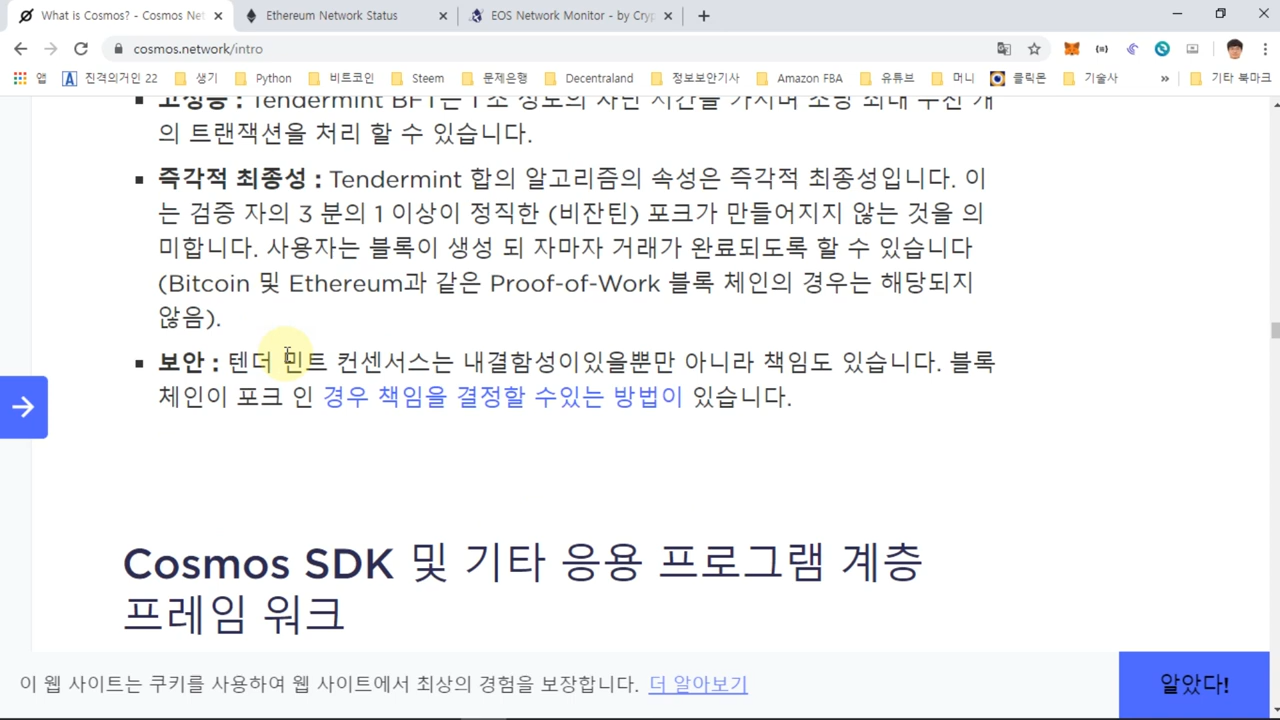 What is Cosmos? - Cosmos Net
Ethereum Network Status
EOS Network Monitor - by Cryp
cosmos.network/intro
앱
진격의거인 22
생기
Python
비트코인
Steem
문제은행
Decentraland
정보보안기사
Amazon FBA
유튜브
머니
클릭몬
기술사
기타 북마크
고성능 : Tendermint BFT는 1 초 정도의 차단 시간을 가지며 초당 최대 수천 개
의 트랜잭션을 처리 할 수 있습니다.
즉각적 최종성 : Tendermint 합의 알고리즘의 속성은 즉각적 최종성입니다. 이
는 검증 자의 3 분의 1 이상이 정직한 (비잔틴) 포크가 만들어지지 않는 것을 의
미합니다. 사용자는 블록이 생성 되 자마자 거래가 완료되도록 할 수 있습니다
(Bitcoin 및 Ethereum과 같은 Proof-of-Work 블록 체인의 경우는 해당되지
않음).
보안 : 텐더 민트 컨센서스는 내결함성이있을뿐만 아니라 책임도 있습니다. 블록
체인이 포크 인 경우 책임을 결정할 수있는 방법이 있습니다.
Cosmos SDK 및 기타 응용 프로그램 계층
프레임 워크
이 웹 사이트는 쿠키를 사용하여 웹 사이트에서 최상의 경험을 보장합니다. 더 알아보기
알았다!